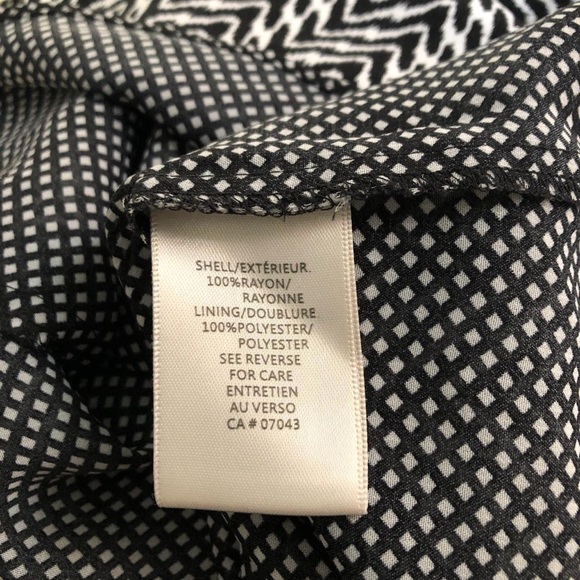 SHELL/EXTÉRIEUR.
100%RAYON/
RAYONNE
LINING/DOUBLURE.
100%POLYESTER/
POLYESTER
SEE REVERSE
FOR CARE
ENTRETIEN
AU VERSO
CA # 07043